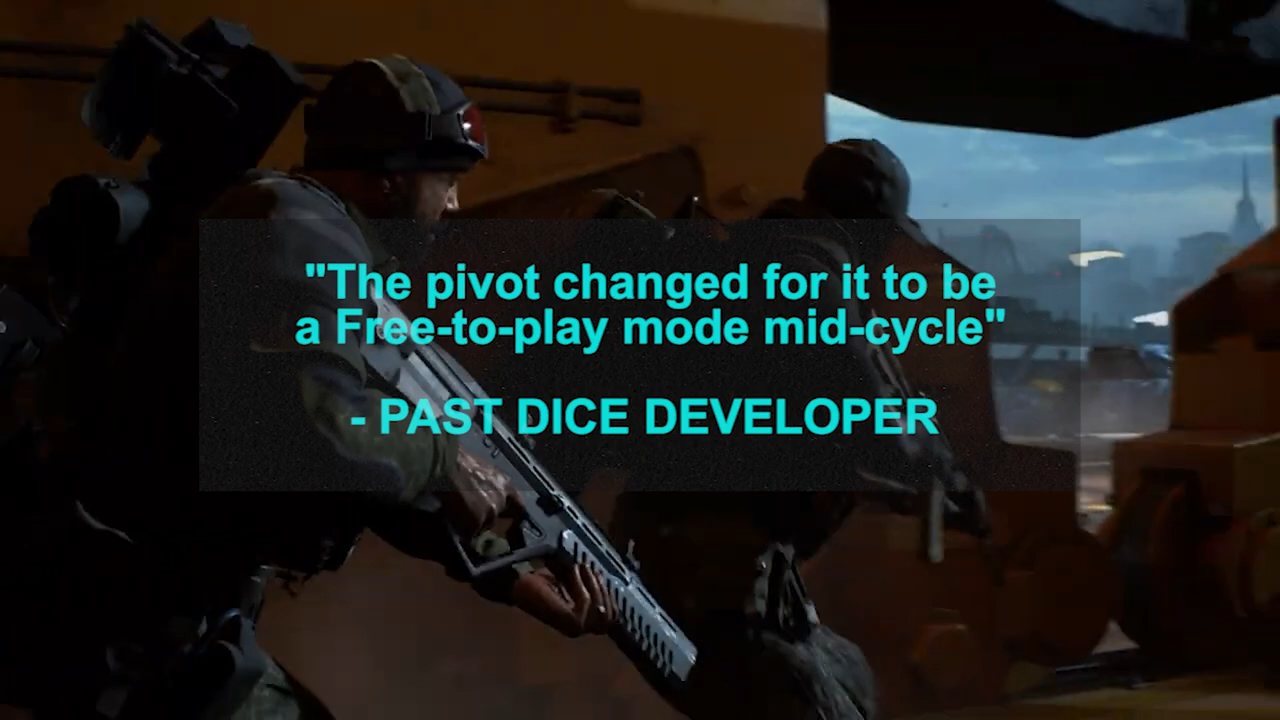 "The pivot changed for it to be
a Free-to-play mode mid-cycle"
- PAST DICE DEVELOPER